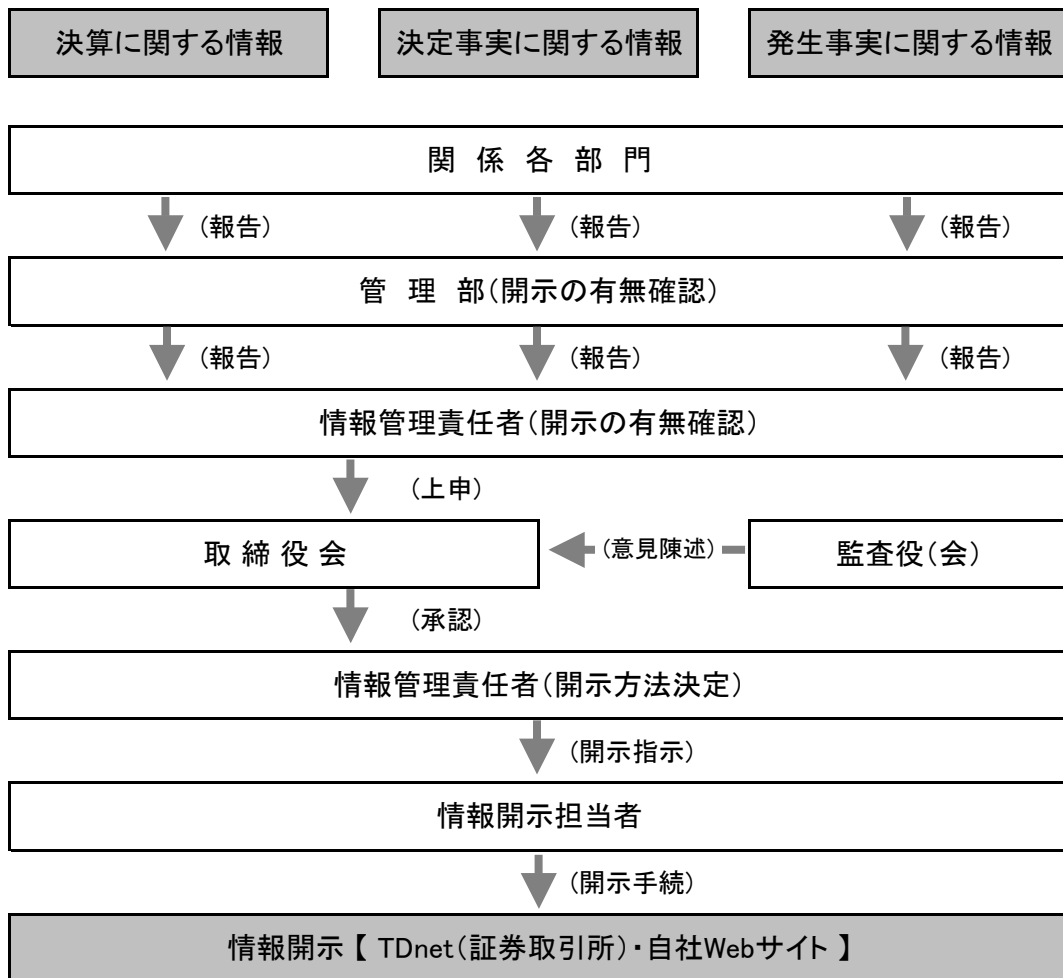 決算に関する情報 決定事実に関する情報 発生事実に関する情報
関 係 各 部 門
(報告) (報告) (報告)
管 理 部(開示の有無確認)
(報告) (報告) (報告)
情報管理責任者(開示の有無確認)
(上申)
取 締 役 会 (意見陳述) 監査役(会)
(承認)
情報管理責任者(開示方法決定)
(開示指示)
情報開示担当者
(開示手続)
情報開示【 TDnet(証券取引所)・自社Webサイト 】